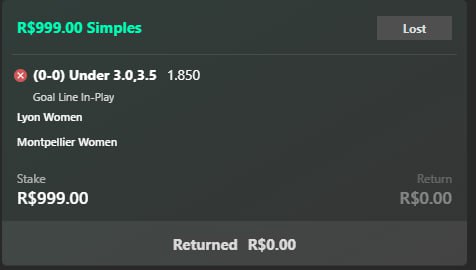 R$999.00 Simples Lost
(0-0) Under 3.0,3.5 1.850
Goal Line In-Play
Lyon Women
Montpellier Women
Stake Return
R$999.00 R$0.00
Returned R$0.00